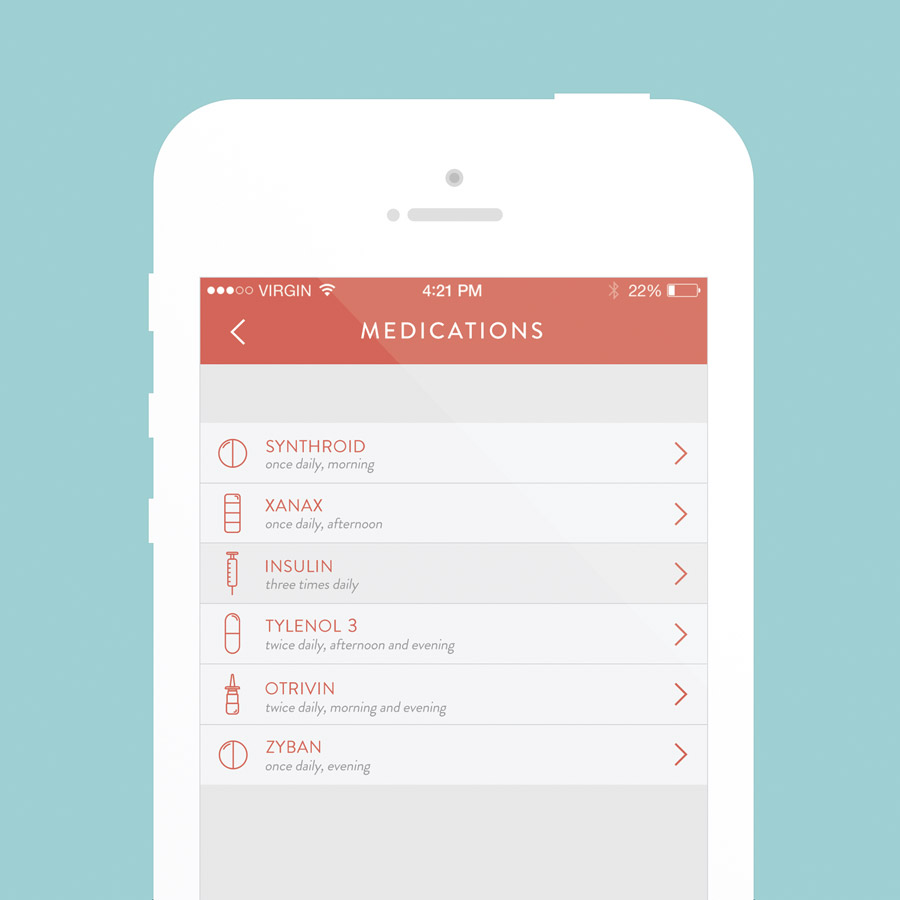 VIRGIN 4:21 PM 22%
MEDICATIONS
SYNTHROID
once daily, morning
XANAX
once daily, afternoon
INSULIN
three times daily
TYLENOL 3
twice daily, afternoon and evening
OTRIVIN
twice daily, morning and evening
ZYBAN
once daily, evening